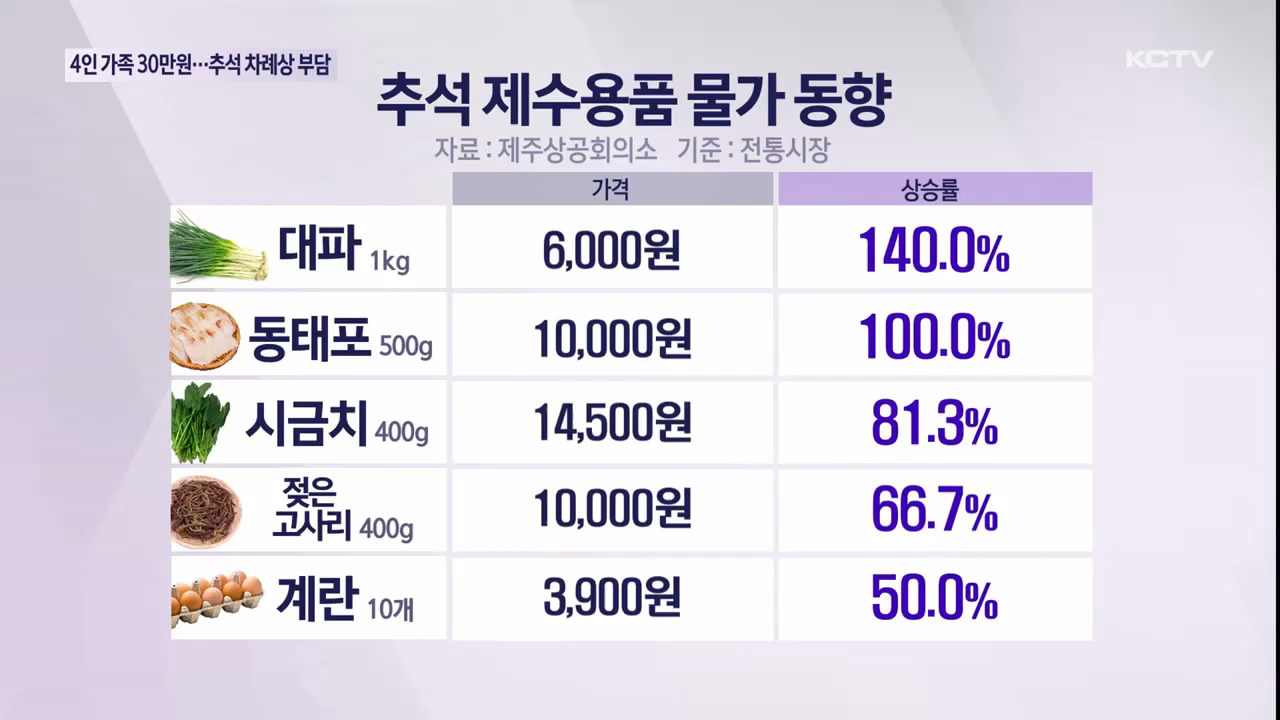 4인 가족 30만원…추석 차례상 부담
KCTV
추석 제수용품 물가 동향
자료 : 제주상공회의소 기준 : 전통시장
가격 상승률
대파 1kg 6,000원 140.0%
동태포 500g 10,000원 100.0%
시금치 400g 14,500원 81.3%
젖은
고사리 400g 10,000원 66.7%
계란 10개 3,900원 50.0%